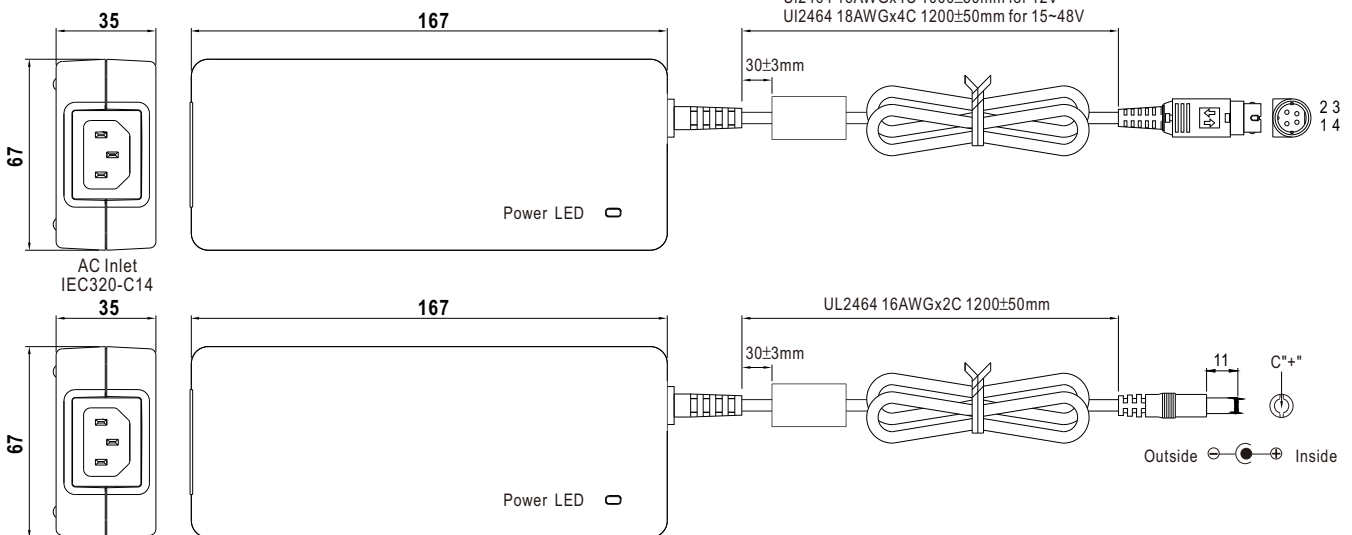 Ul2464 18AWGx4C 1200±50mm for 15~48V
35
167
30±3mm
2 3
1 4
67
Power LED
AC Inlet
IEC320-C14
35
167
UL2464 16AWGx2C 1200±50mm
30±3mm
11
C"+"
67
Outside
Inside
Power LED